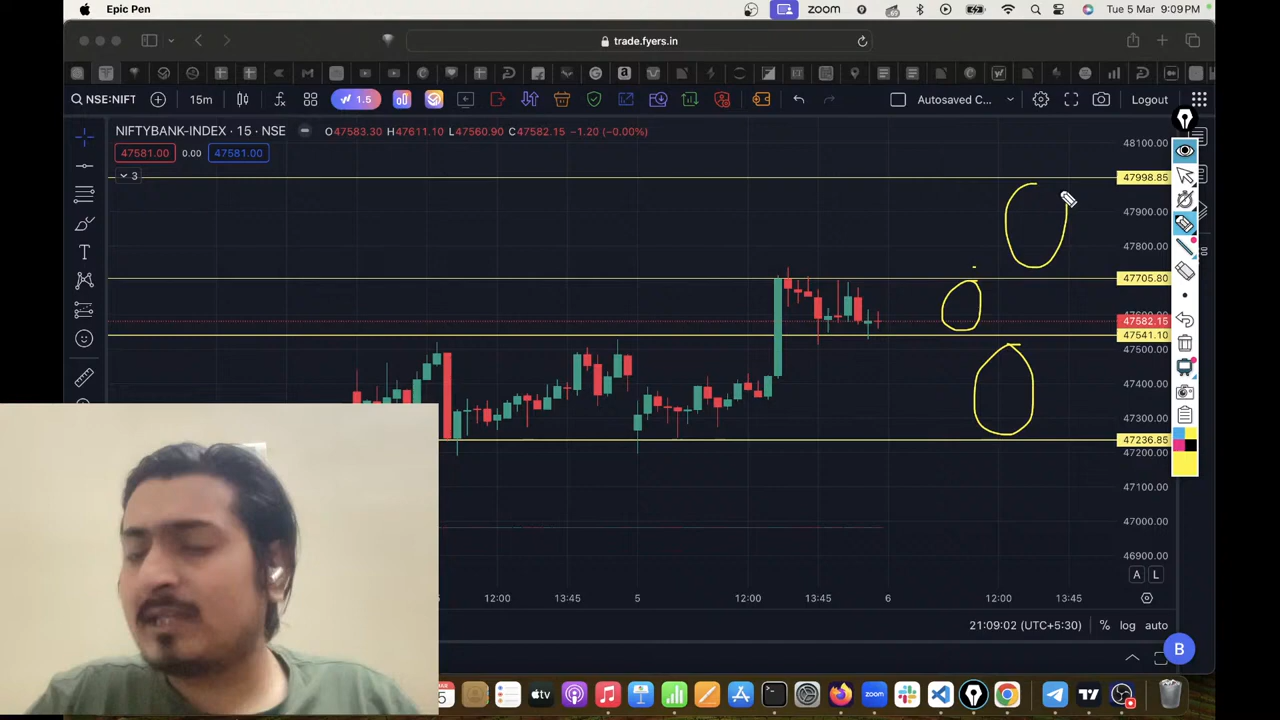 Epic Pen
zoom
Tue 5 Mar 9:09 PM
trade.fyers.in
NSE:NIFT
15m
1.5
Autosaved C...
Logout
NIFTYBANK-INDEX · 15 · NSE
O47583.30 H47611.10 L47560.90 C47582.15 −1.20 (−0.00%)
47581.00
0.00
47581.00
3
48100.00
47998.85
47900.00
47800.00
47705.80
47582.15
47541.10
47500.00
47400.00
47300.00
47236.85
47200.00
47100.00
47000.00
46900.00
A
L
12:00
13:45
5
12:00
13:45
6
12:00
13:45
21:09:02 (UTC+5:30)
%
log
auto
B
5
tv
zoom